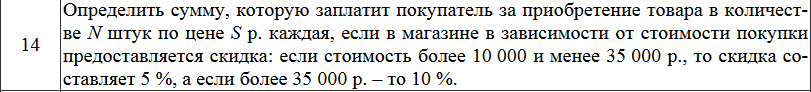 14
Определить сумму, которую заплатит покупатель за приобретение товара в количест-
ве N штук по цене S р. каждая, если в магазине в зависимости от стоимости покупки
предоставляется скидка: если стоимость более 10 000 и менее 35 000 р., то скидка со-
ставляет 5 %, а если более 35 000 р. – то 10 %.